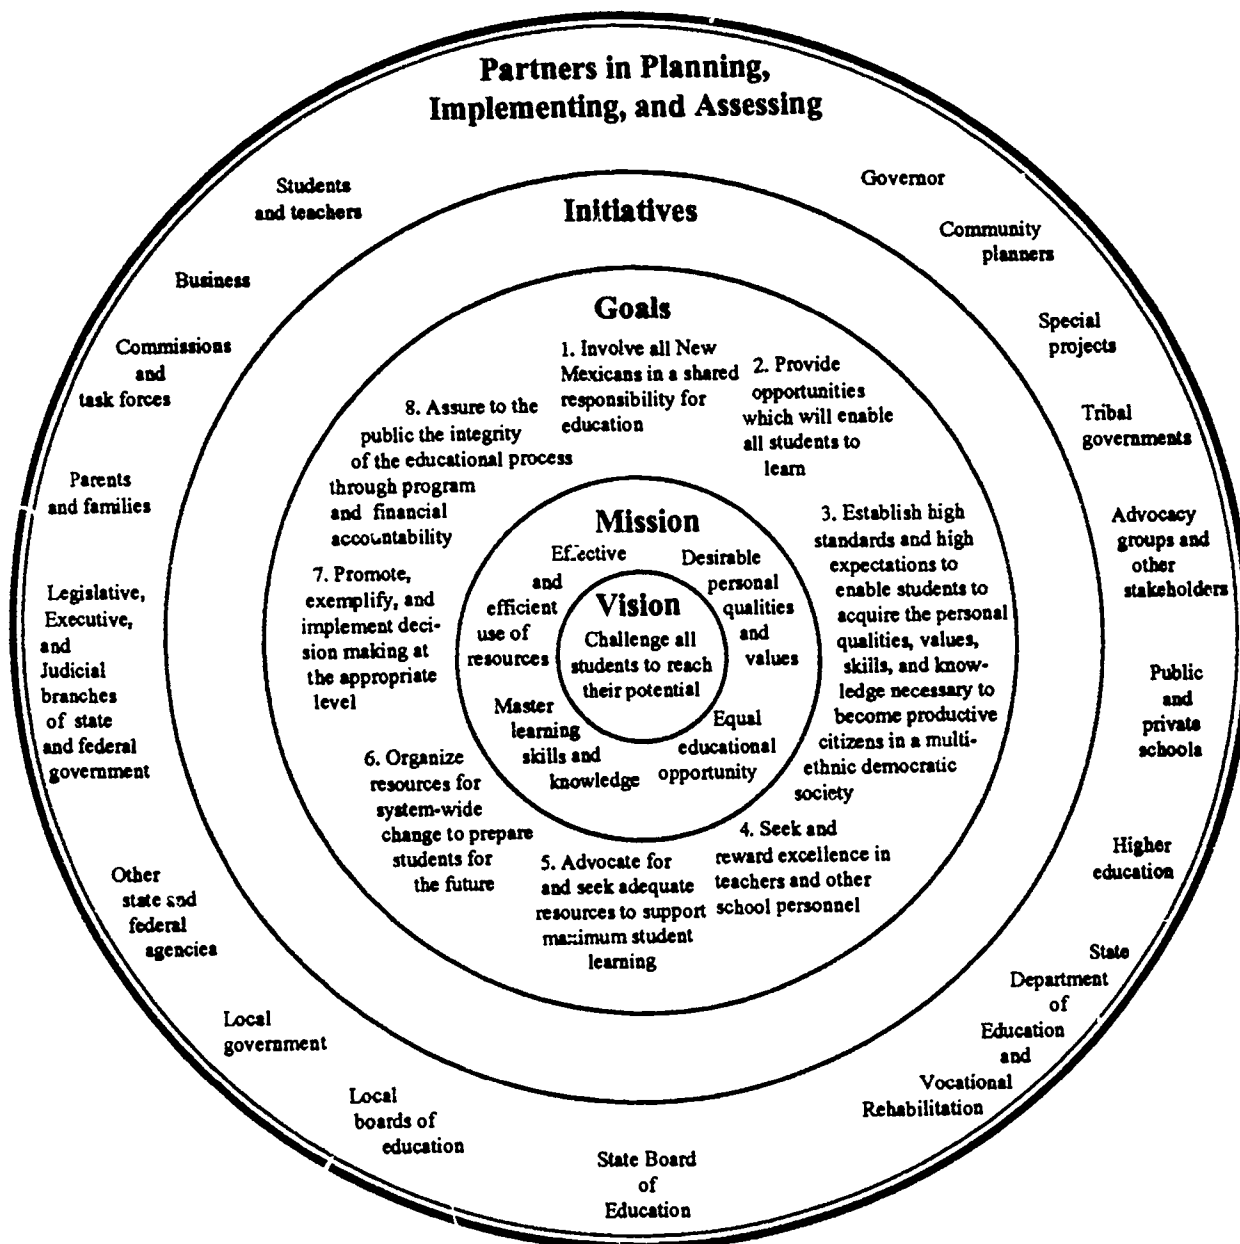 Partners in Planning,
Implementing, and Assessing
Governor
Community
planners
Special
projects
Tribal
governments
Advocacy
groups and
other
stakeholders
Public
and
private
schools
Higher
education
State
Department
of
Education
and
Vocational
Rehabilitation
State Board
of
Education
Local
boards of
education
Local
government
Other
state and
federal
agencies
Legislative,
Executive,
and
Judicial
branches
of state
and federal
government
Parents
and families
Commissions
and
task forces
Business
Students
and teachers
Initiatives
Goals
1. Involve all New
Mexicans in a shared
responsibility for
education
2. Provide
opportunities
which will enable
all students to
learn
3. Establish high
standards and high
expectations to
enable students to
acquire the personal
qualities, values,
skills, and know-
ledge necessary to
become productive
citizens in a multi-
ethnic democratic
society
4. Seek and
reward excellence in
teachers and other
school personnel
5. Advocate for
and seek adequate
resources to support
maximum student
learning
6. Organize
resources for
system-wide
change to prepare
students for
the future
7. Promote,
exemplify, and
implement deci-
sion making at
the appropriate
level
8. Assure to the
public the integrity
of the educational process
through program
and financial
accountability
Mission
Effective
and
efficient
use of
resources
Desirable
personal
qualities
and
values
Equal
educational
opportunity
Master
learning
skills and
knowledge
Vision
Challenge all
students to reach
their potential